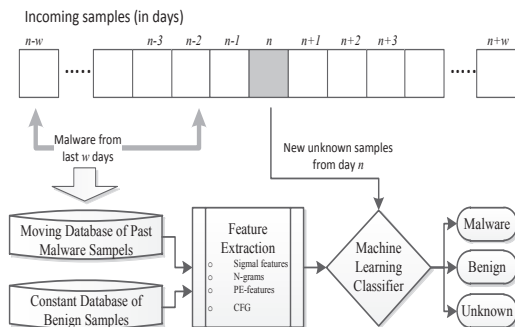 Incoming samples (in days)
n-w n-3 n-2 n-1 n n+1 n+2 n+3 n+w
Malware from
last w days
New unknown samples
from day n
Moving Database of Past
Malware Sampels
Constant Database of
Benign Samples
Feature
Extraction
o Sigmal features
o N-grams
o PE-features
o CFG
Machine
Learning
Classifier
Malware
Benign
Unknown